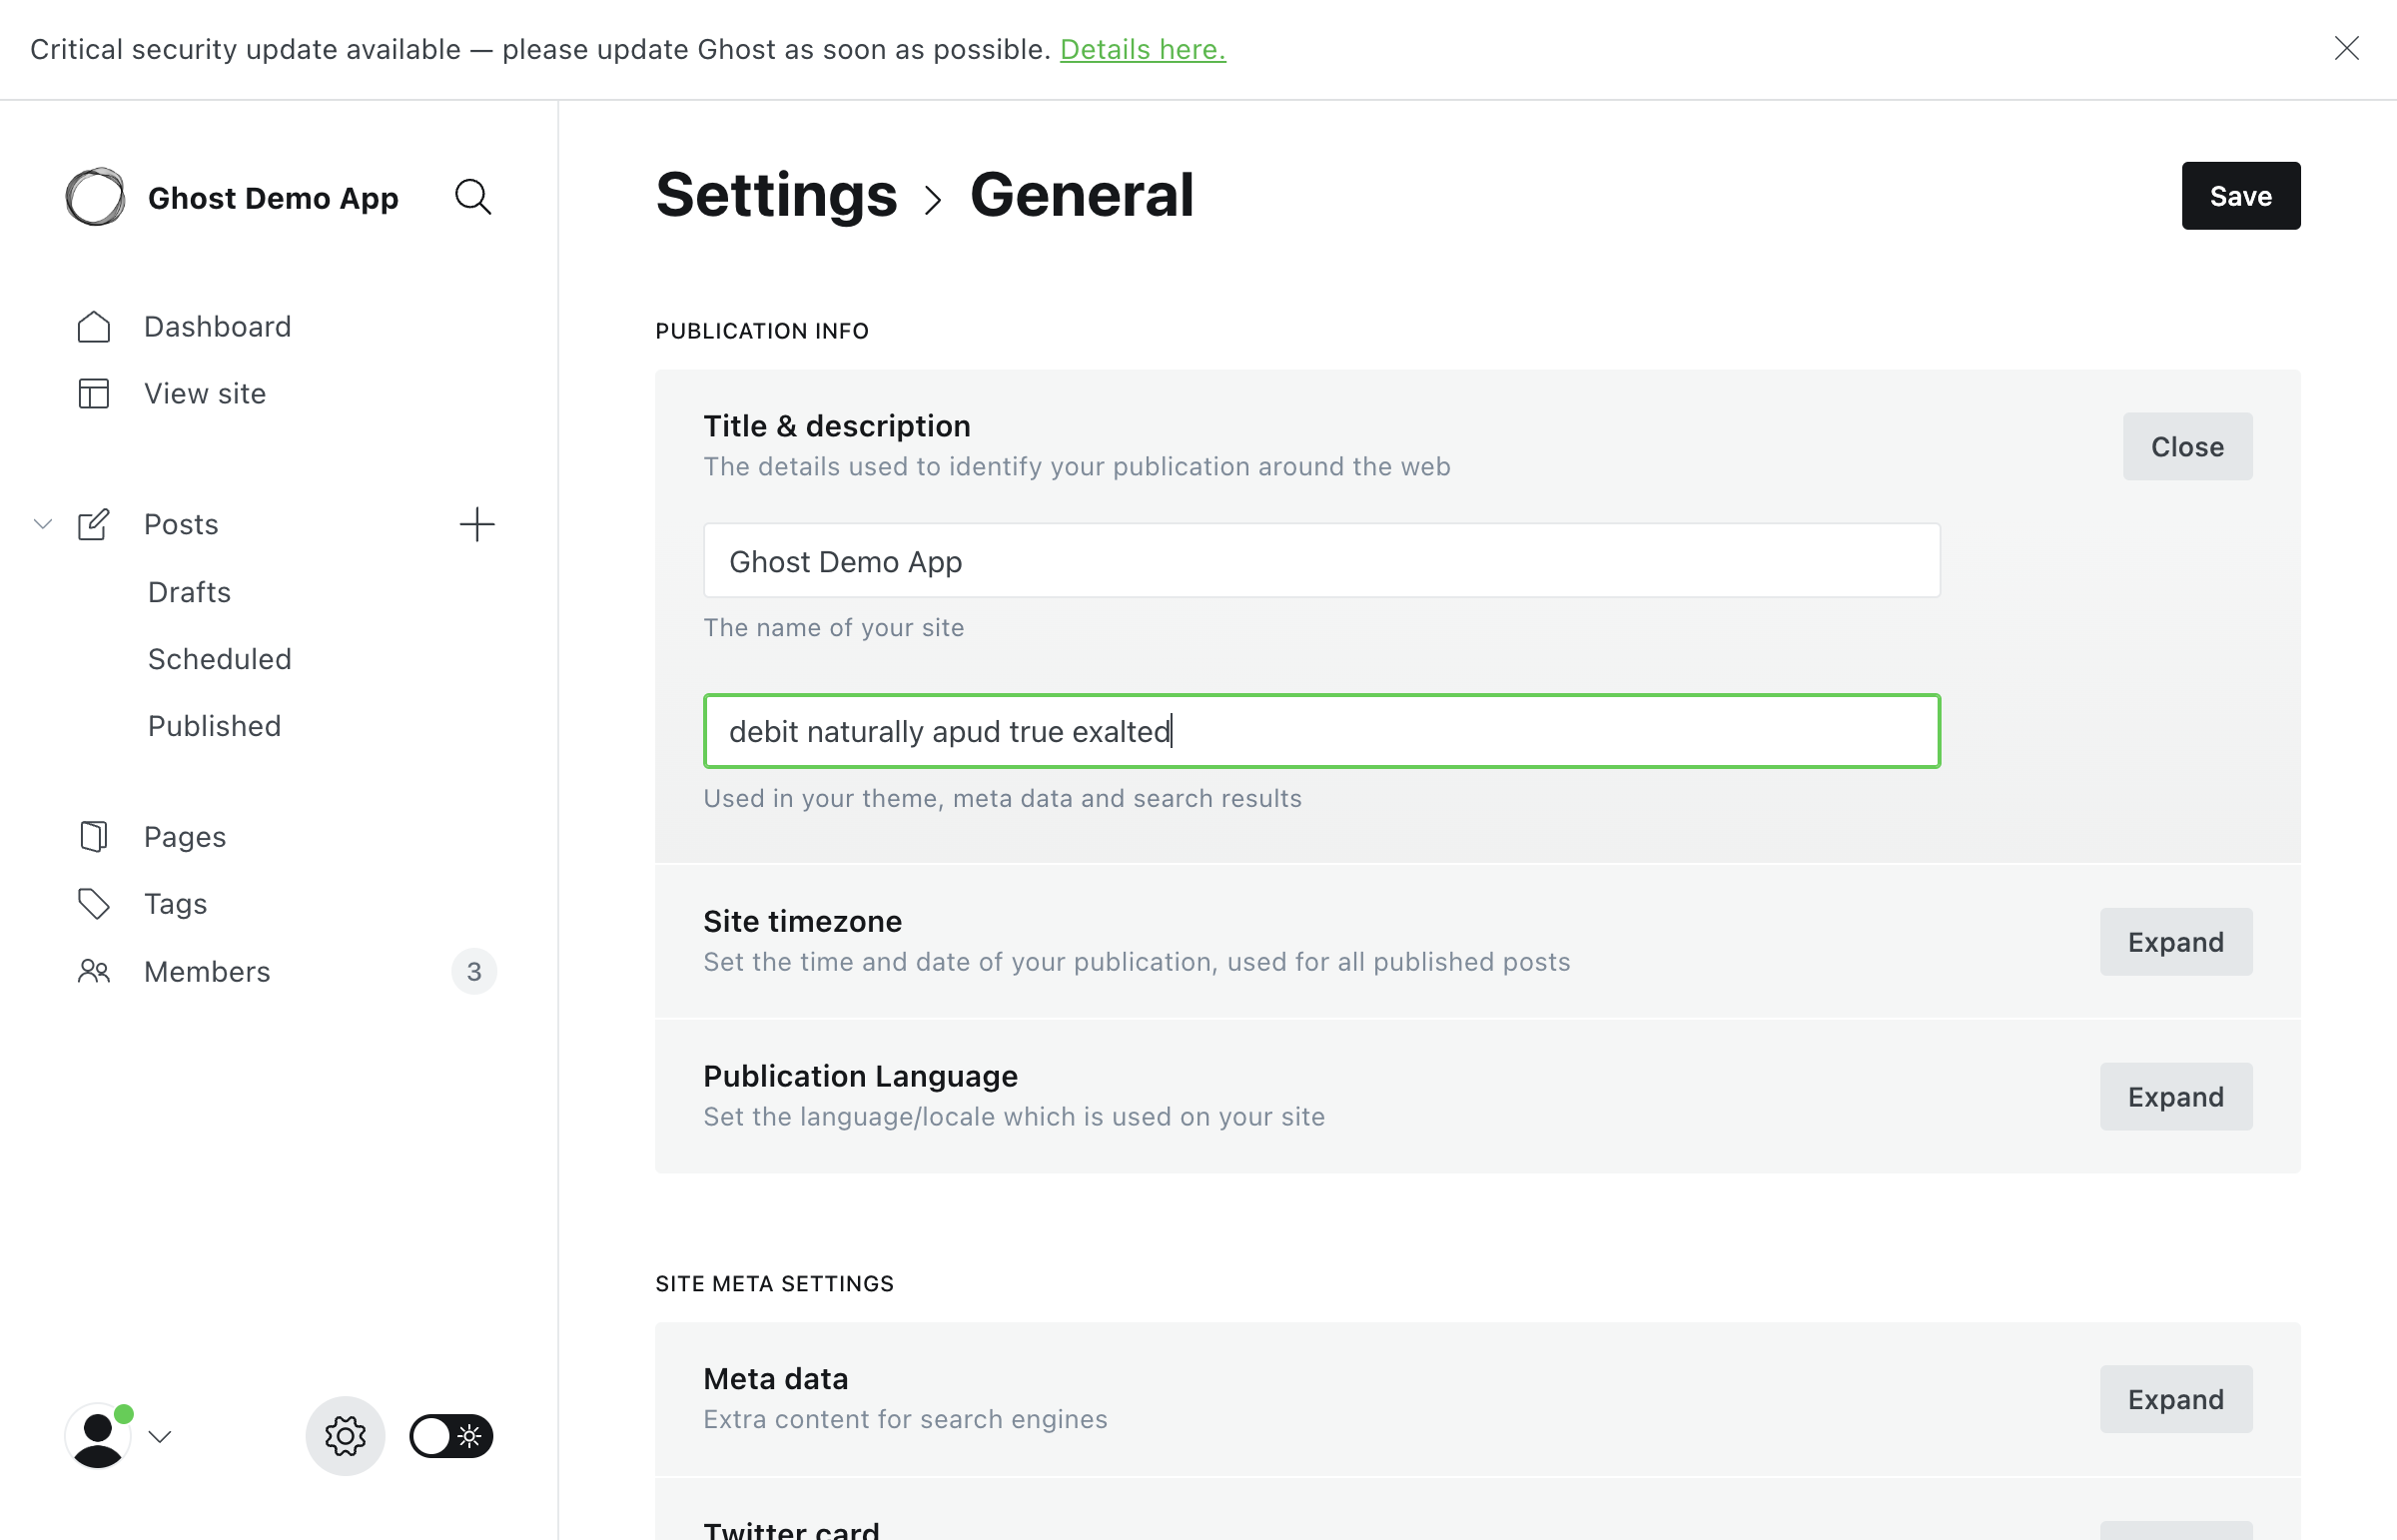 Critical security update available — please update Ghost as soon as possible. Details here.
Ghost Demo App
Dashboard
View site
Posts
Drafts
Scheduled
Published
Pages
Tags
Members 3
Settings > General
Save
PUBLICATION INFO
Title & description
The details used to identify your publication around the web
Close
Ghost Demo App
The name of your site
debit naturally apud true exalted
Used in your theme, meta data and search results
Site timezone
Set the time and date of your publication, used for all published posts
Expand
Publication Language
Set the language/locale which is used on your site
Expand
SITE META SETTINGS
Meta data
Extra content for search engines
Expand
Twitter card